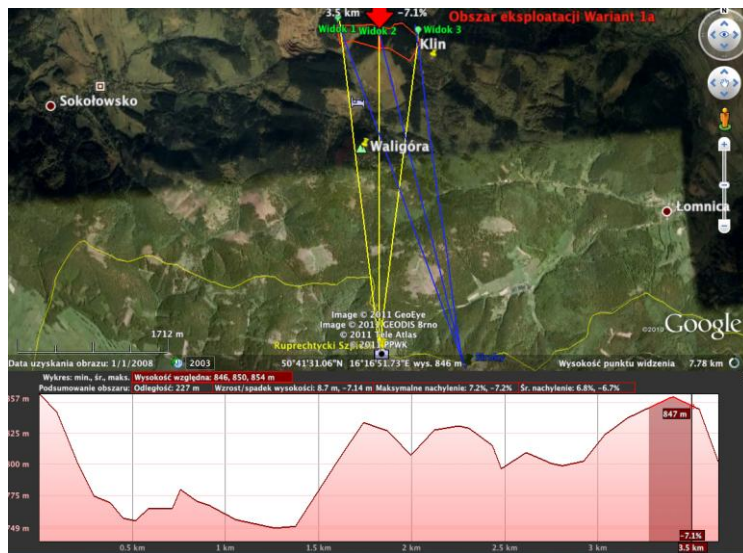 3.5 km -7.1% Obszar eksploatacji Wariant 1a
N
Widok 1 Widok 2 Widok 3
Klin
Sokołowsko
Waligóra
Łomnica
Image © 2011 GeoEye
Image © 2011 GEODIS Brno
© 2011 Tele Atlas
© 2011 PPWK
1712 m
©2010 Google
Ruprechtycki Sz
Data uzyskania obrazu: 1/1/2008 2003 50°41'31.06"N 16°16'51.73"E wys. 846 m Wysokość punktu widzenia 7.78 km
Wykres: min., śr., maks. Wysokość względna: 846, 850, 854 m
Podsumowanie obszaru: Odległość: 227 m Wzrost/spadek wysokości: 8.7 m, -7.14 m Maksymalne nachylenie: 7.2%, -7.2% Śr. nachylenie: 6.8%, -6.7%
857 m
847 m
825 m
800 m
775 m
749 m
-7.1%
0.5 km 1 km 1.5 km 2 km 2.5 km 3 km 3.5 km